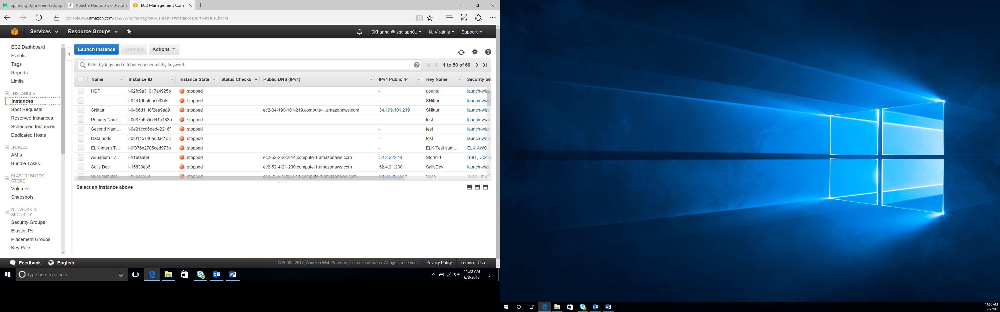 Spinning Up a Free Hadoop
Apache Hadoop 3.0.0-alpha
EC2 Management Cons
console.aws.amazon.com/ec2/v2/home?region=us-east-1#Instances:sort=statusChecks
Services
Resource Groups
SKhanna @ sgt-apn01
N. Virginia
Support
EC2 Dashboard
Events
Tags
Reports
Limits
INSTANCES
Instances
Spot Requests
Reserved Instances
Scheduled Instances
Dedicated Hosts
IMAGES
AMIs
Bundle Tasks
ELASTIC BLOCK
STORE
Volumes
Snapshots
NETWORK &
SECURITY
Security Groups
Elastic IPs
Placement Groups
Key Pairs
Launch Instance Connect Actions
Filter by tags and attributes or search by keyword
1 to 50 of 60
Name Instance ID Instance State Status Checks Public DNS (IPv4) IPv4 Public IP Key Name Security Gro
HDP i-02fc9a31917a4925b stopped - ubuntu launch-wizar
i-0441dbaf5ec0f0b5f stopped - SNittur launch-wizar
SNittur i-0466d11f0f2ea9aa9 stopped ec2-34-199-101-219.compute-1.amazonaws.com 34.199.101.219 SNittur launch-wizar
Primary Nam... i-0d87b6c5cd41e483e stopped - test launch-wizar
Second Nam... i-0e21ccd6ded42216f stopped - test launch-wizar
Data node i-0f6115740ad8ac1dc stopped - test launch-wizar
ELK Intern T... i-0f876e2705ced973b stopped - ELK Test sum... ELK AWS
Aquarium - Z... i-11efaab9 stopped ec2-52-2-222-14.compute-1.amazonaws.com 52.2.222.14 Storm-1 SSH, Zooke
Sails Dev i-15830eb6 stopped ec2-52-4-21-230.compute-1.amazonaws.com 52.4.21.230 SailsDev launch-wizar
Suse templat... i-15eac589 stopped ec2-23-22-208-211.compute-1.amazonaws.com 23.22.208.211 Suse Suse Linux
Select an instance above
Feedback
English
© 2008 - 2017, Amazon Web Services, Inc. or its affiliates. All rights reserved.
Privacy Policy
Terms of Use
Type here to search
11:30 AM
6/8/2017
11:30 AM
6/8/2017